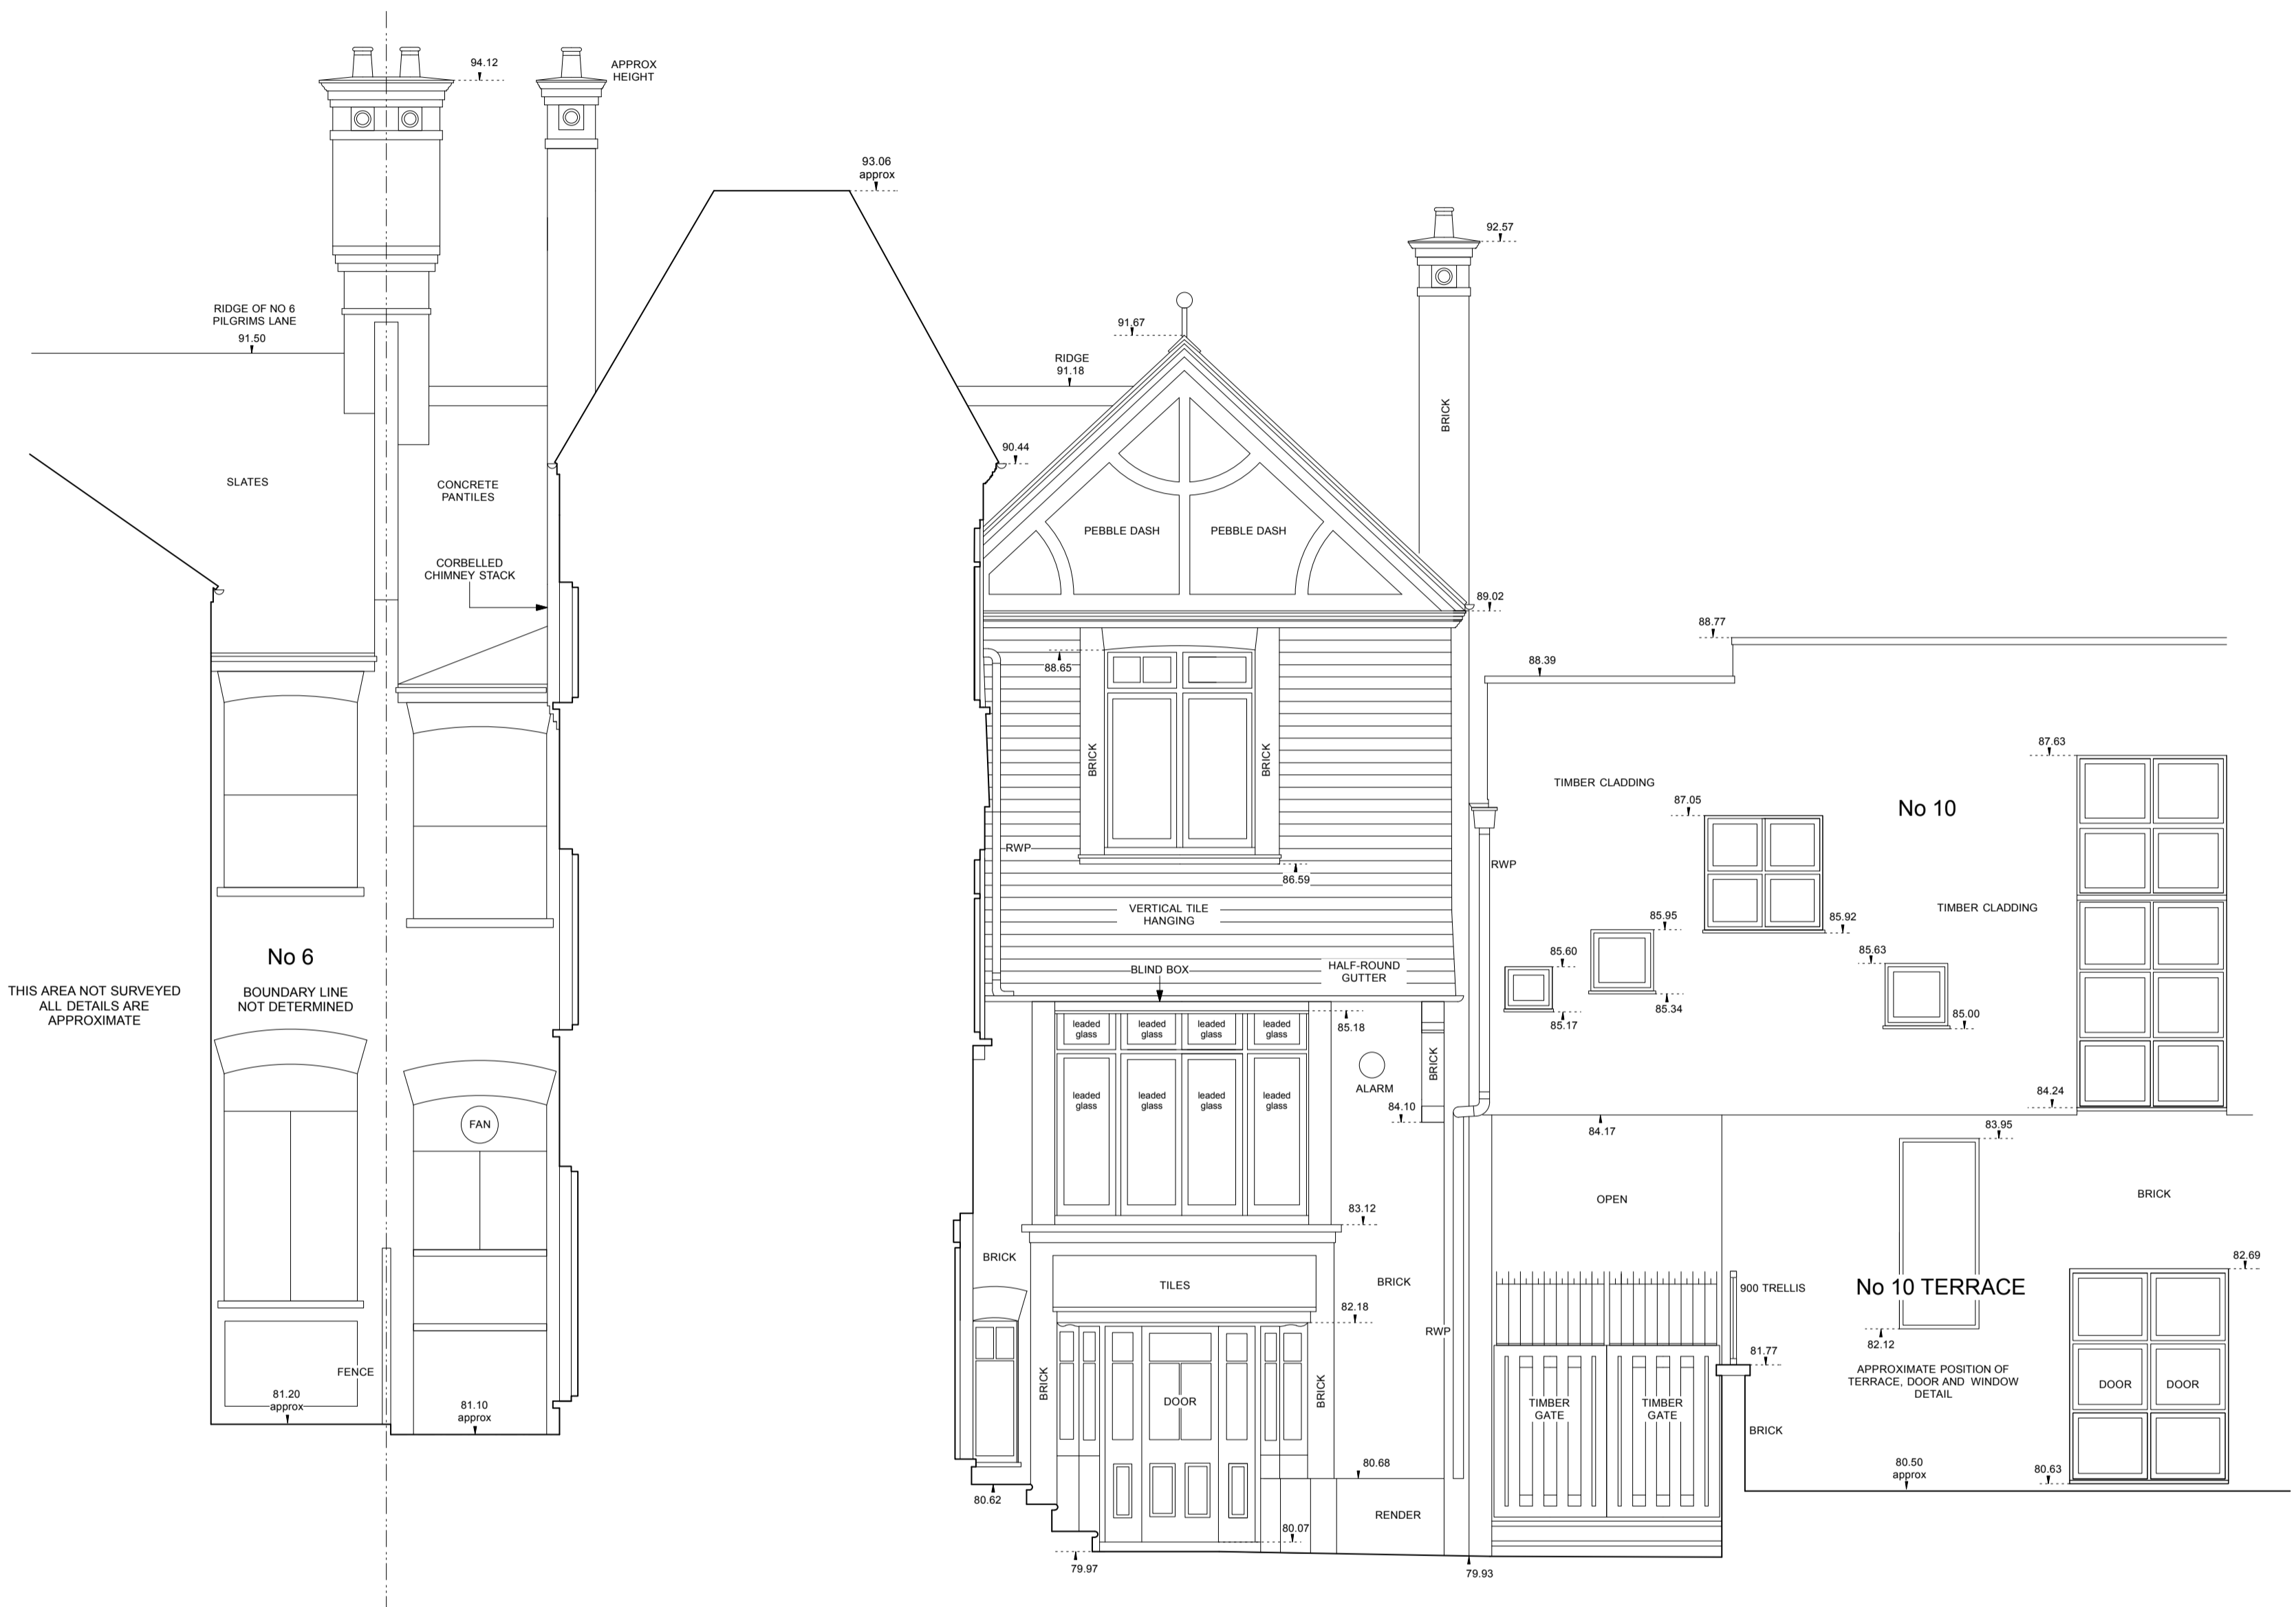 94.12
APPROX
HEIGHT
93.06
approx
92.57
RIDGE OF NO 6
PILGRIMS LANE
91.50
91.67
RIDGE
91.18
BRICK
90.44
SLATES
CONCRETE
PANTILES
PEBBLE DASH
PEBBLE DASH
CORBELLED
CHIMNEY STACK
89.02
88.77
88.65
88.39
BRICK
BRICK
87.63
TIMBER CLADDING
87.05
No 10
RWP
RWP
86.59
VERTICAL TILE
HANGING
85.95
85.92
TIMBER CLADDING
No 6
THIS AREA NOT SURVEYED
ALL DETAILS ARE
APPROXIMATE
BOUNDARY LINE
NOT DETERMINED
BLIND BOX
HALF-ROUND
GUTTER
85.60
85.63
85.34
85.17
85.00
leaded
glass
leaded
glass
leaded
glass
leaded
glass
85.18
BRICK
ALARM
leaded
glass
leaded
glass
leaded
glass
leaded
glass
84.10
84.24
84.17
83.95
FAN
OPEN
BRICK
83.12
BRICK
TILES
BRICK
82.69
900 TRELLIS
No 10 TERRACE
82.18
RWP
82.12
81.77
FENCE
APPROXIMATE POSITION OF
TERRACE, DOOR AND WINDOW
DETAIL
DOOR
DOOR
BRICK
DOOR
BRICK
TIMBER
GATE
TIMBER
GATE
81.20
approx
81.10
approx
BRICK
80.68
80.50
approx
80.63
80.62
RENDER
80.07
79.97
79.93